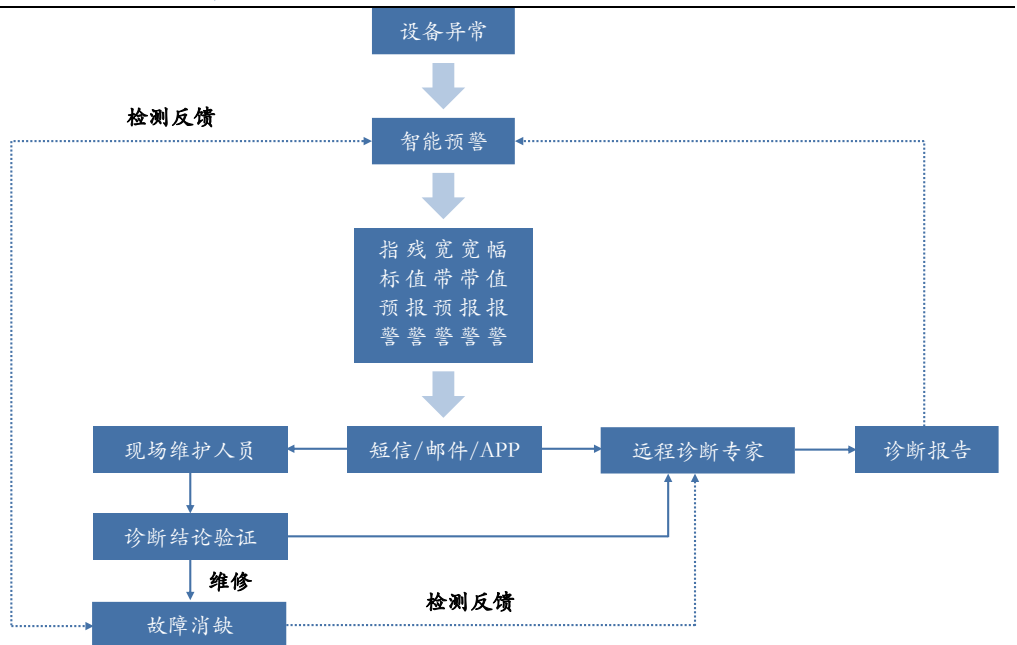 设备异常
检测反馈
智能预警
指残宽宽幅
标值带带值
预报预报报
警警警警警
现场维护人员
短信/邮件/APP
远程诊断专家
诊断报告
诊断结论验证
维修
检测反馈
故障消缺